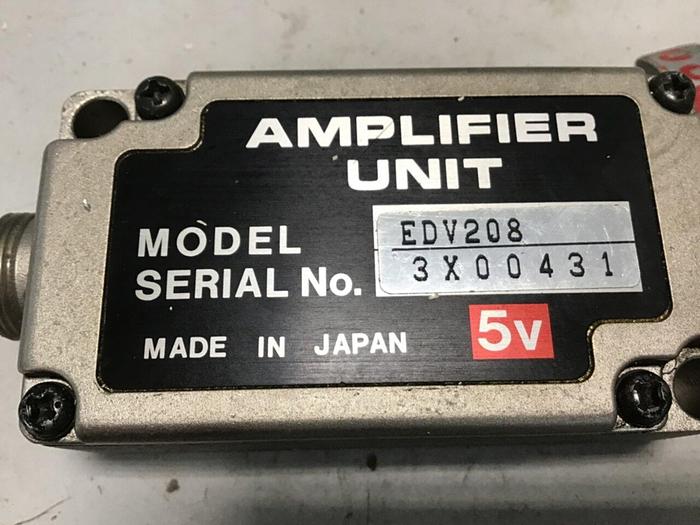 AMPLIFIER
UNIT
MODEL EDV208
SERIAL No. 3X00431
MADE IN JAPAN 5v